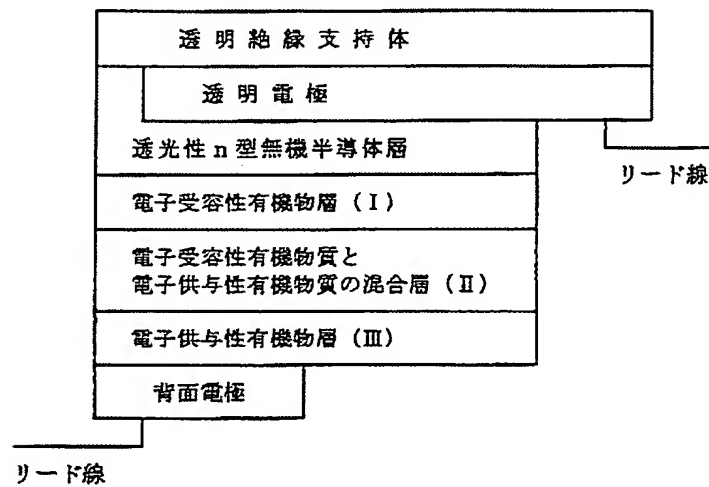 透明絶縁支持体
透明電極
透光性n型無機半導体層
リード線
電子受容性有機物層(Ⅰ)
電子受容性有機物質と
電子供与性有機物質の混合層(Ⅱ)
電子供与性有機物層(Ⅲ)
背面電極
リード線